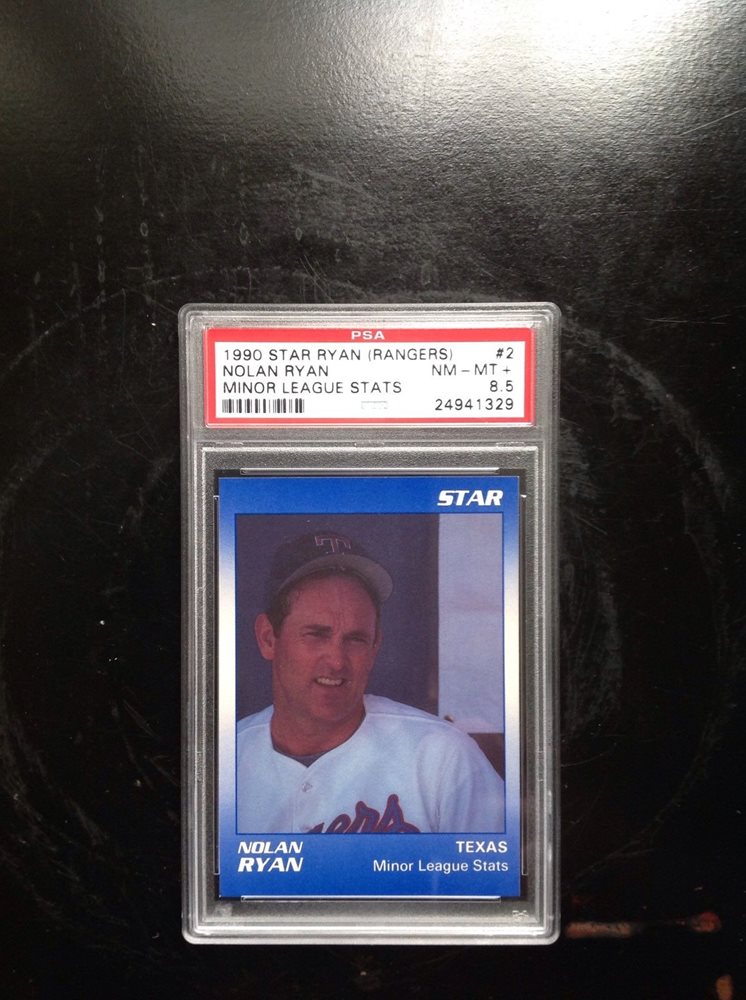 PSA
1990 STAR RYAN (RANGERS) #2
NOLAN RYAN NM – MT +
MINOR LEAGUE STATS 8.5
24941329
STAR
T
gers
NOLAN TEXAS
RYAN Minor League Stats